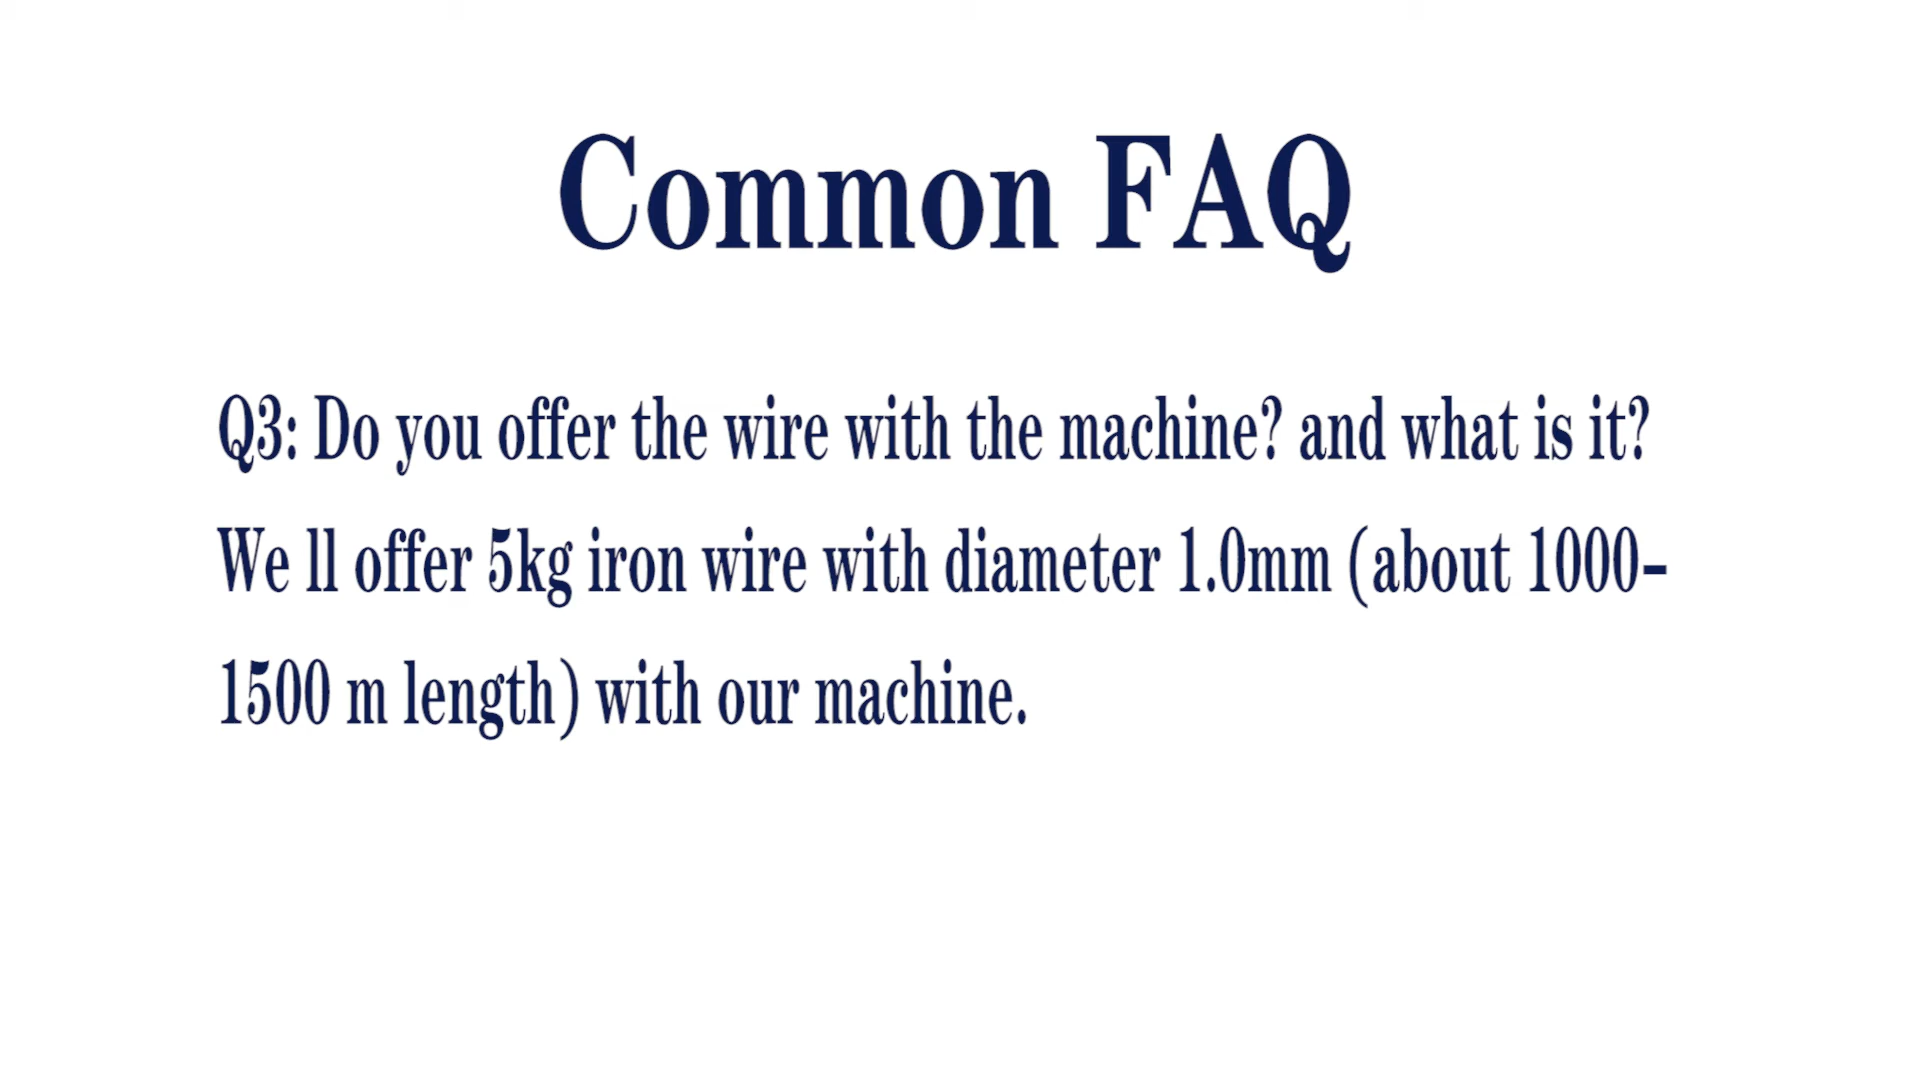 Common FAQ
Q3: Do you offer the wire with the machine? and what is it?
We ll offer 5kg iron wire with diameter 1.0mm (about 1000-
1500 m length) with our machine.